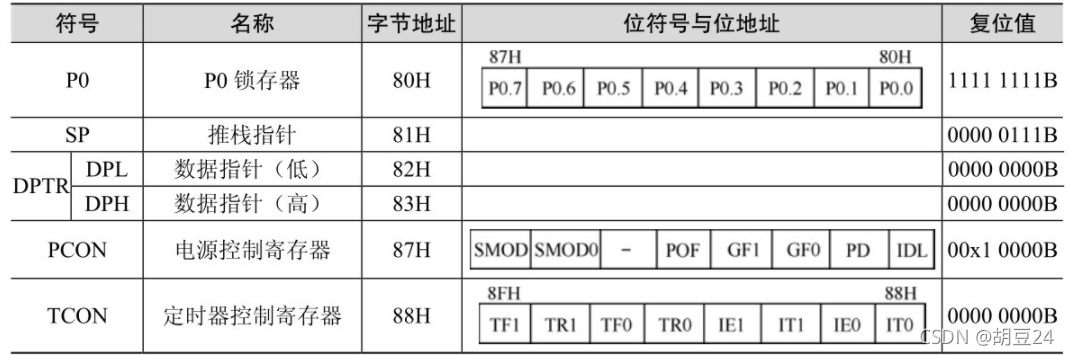 符号 名称 字节地址 位符号与位地址 复位值
87H 80H
P0 P0 锁存器 80H P0.7 P0.6 P0.5 P0.4 P0.3 P0.2 P0.1 P0.0 1111 1111B
SP 推栈指针 81H 0000 0111B
DPTR DPL 数据指针（低） 82H 0000 0000B
DPH 数据指针（高） 83H 0000 0000B
PCON 电源控制寄存器 87H SMOD SMOD0 - POF GF1 GF0 PD IDL 00x1 0000B
8FH 88H
TCON 定时器控制寄存器 88H TF1 TR1 TF0 TR0 IE1 IT1 IE0 IT0 0000 0000B
CSDN @胡豆24